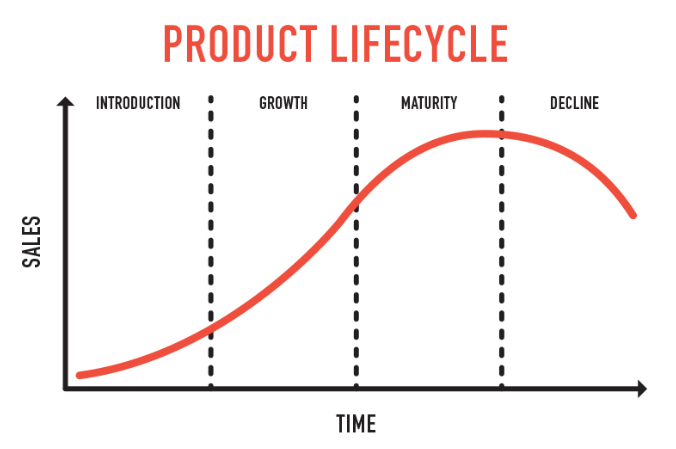 PRODUCT LIFECYCLE
INTRODUCTION
GROWTH
MATURITY
DECLINE
SALES
TIME